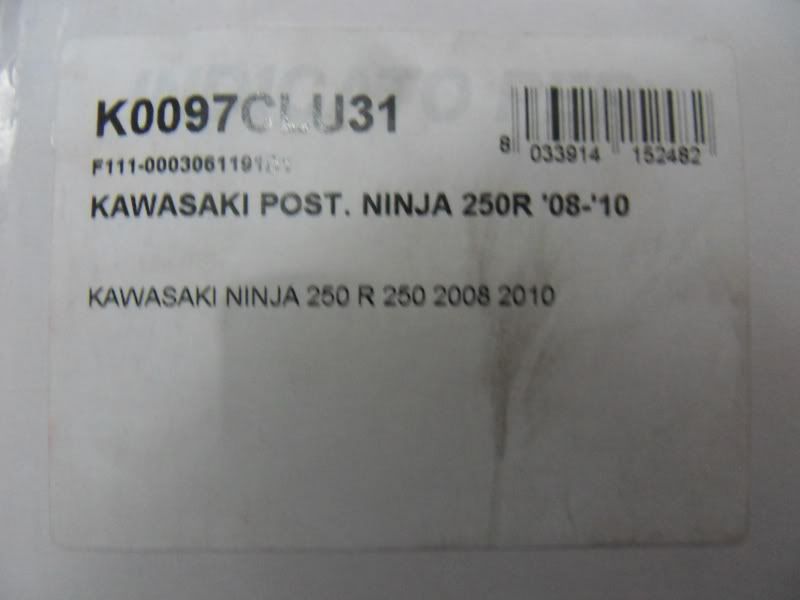 K0097CLU31
8 033914 152482
KAWASAKI POST. NINJA 250R '08-'10
KAWASAKI NINJA 250 R 250 2008 2010